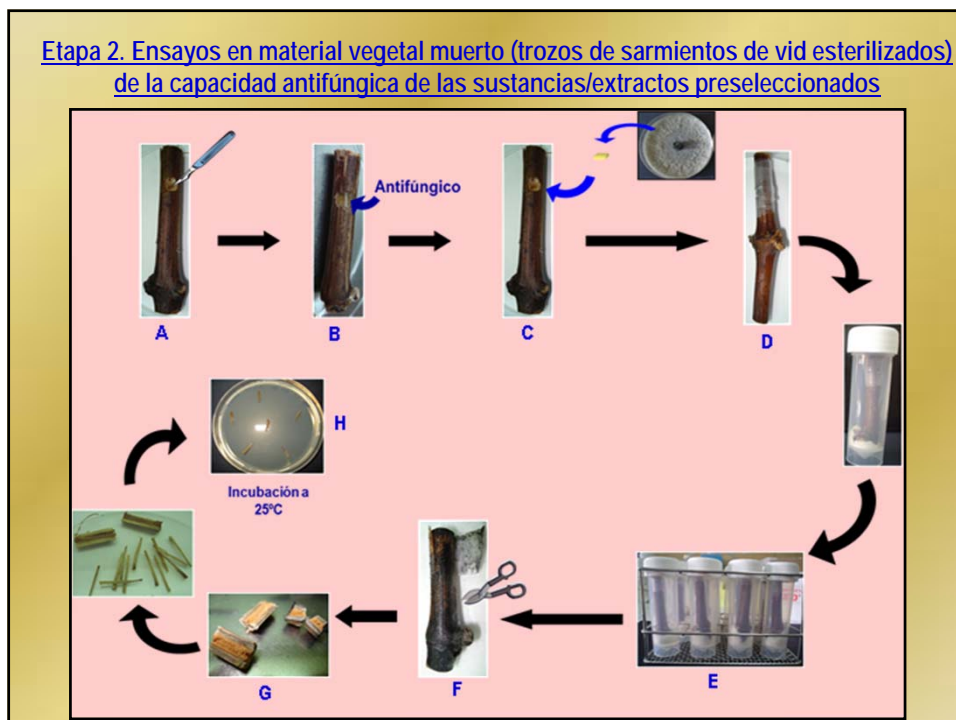 Etapa 2. Ensayos en material vegetal muerto (trozos de sarmientos de vid esterilizados)
de la capacidad antifúngica de las sustancias/extractos preseleccionados
Antifúngico
A
B
C
D
H
Incubación a
25ºC
G
F
E